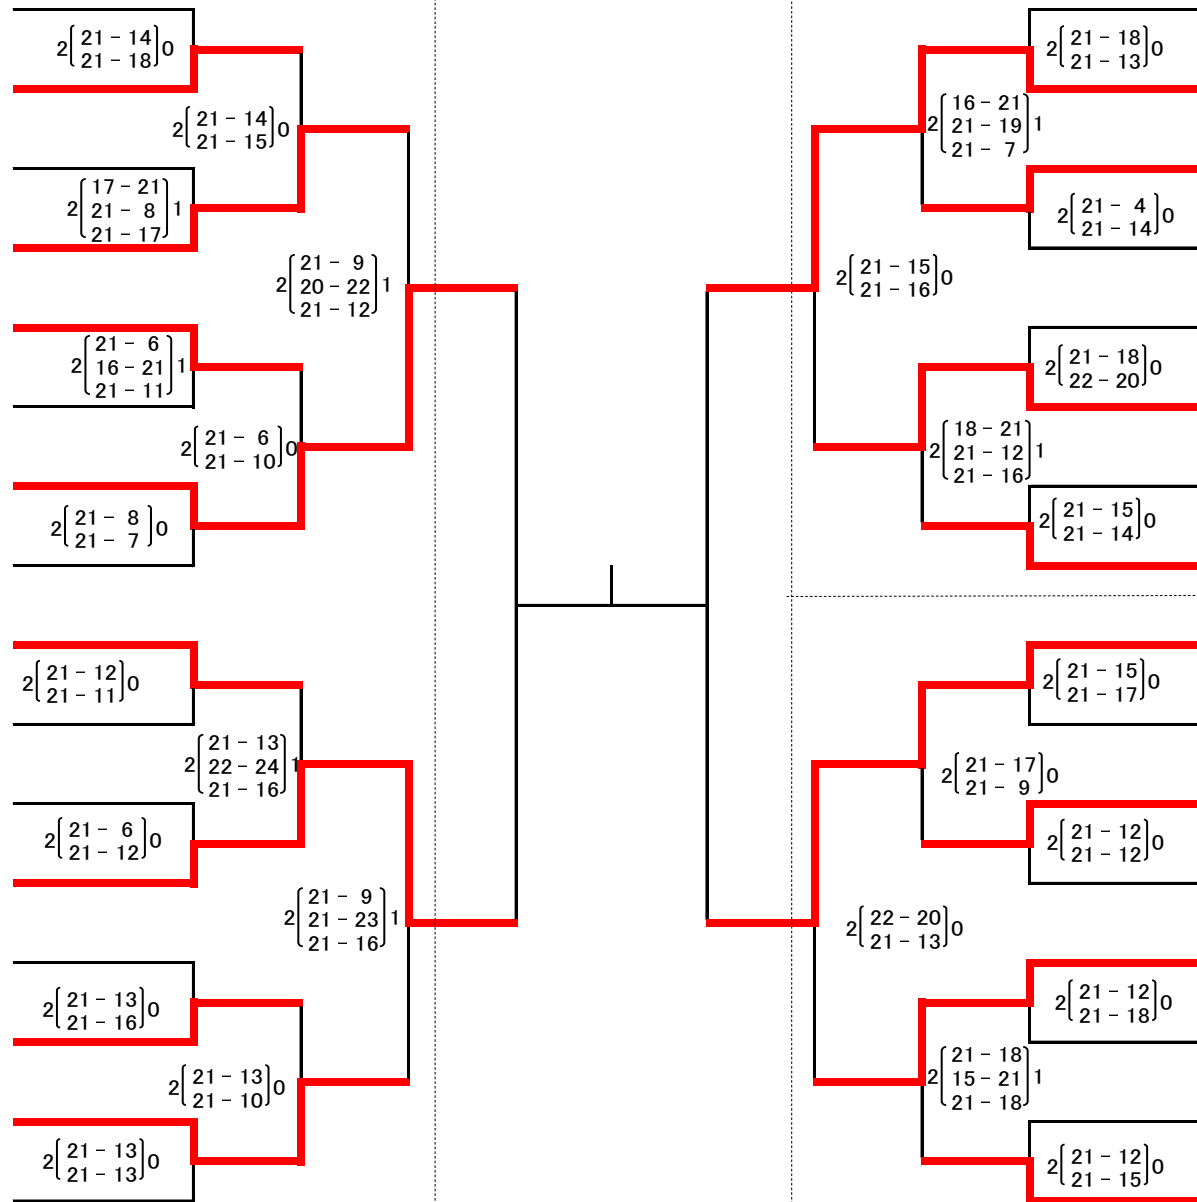 2 21 - 14 0
21 - 18
2 21 - 14 0
21 - 15
17 - 21
2 21 - 8 1
21 - 17
21 - 9
2 20 - 22 1
21 - 12
21 - 6
2 16 - 21 1
21 - 11
2 21 - 6 0
21 - 10
2 21 - 8 0
21 - 7
2 21 - 12 0
21 - 11
21 - 13
2 22 - 24 1
21 - 16
2 21 - 6 0
21 - 12
21 - 9
2 21 - 23 1
21 - 16
2 21 - 13 0
21 - 16
2 21 - 13 0
21 - 10
2 21 - 13 0
21 - 13
2 21 - 18 0
21 - 13
16 - 21
2 21 - 19 1
21 - 7
2 21 - 4 0
21 - 14
2 21 - 15 0
21 - 16
2 21 - 18 0
22 - 20
18 - 21
2 21 - 12 1
21 - 16
2 21 - 15 0
21 - 14
2 21 - 15 0
21 - 17
2 21 - 17 0
21 - 9
2 21 - 12 0
21 - 12
2 22 - 20 0
21 - 13
2 21 - 12 0
21 - 18
21 - 18
2 15 - 21 1
21 - 18
2 21 - 12 0
21 - 15